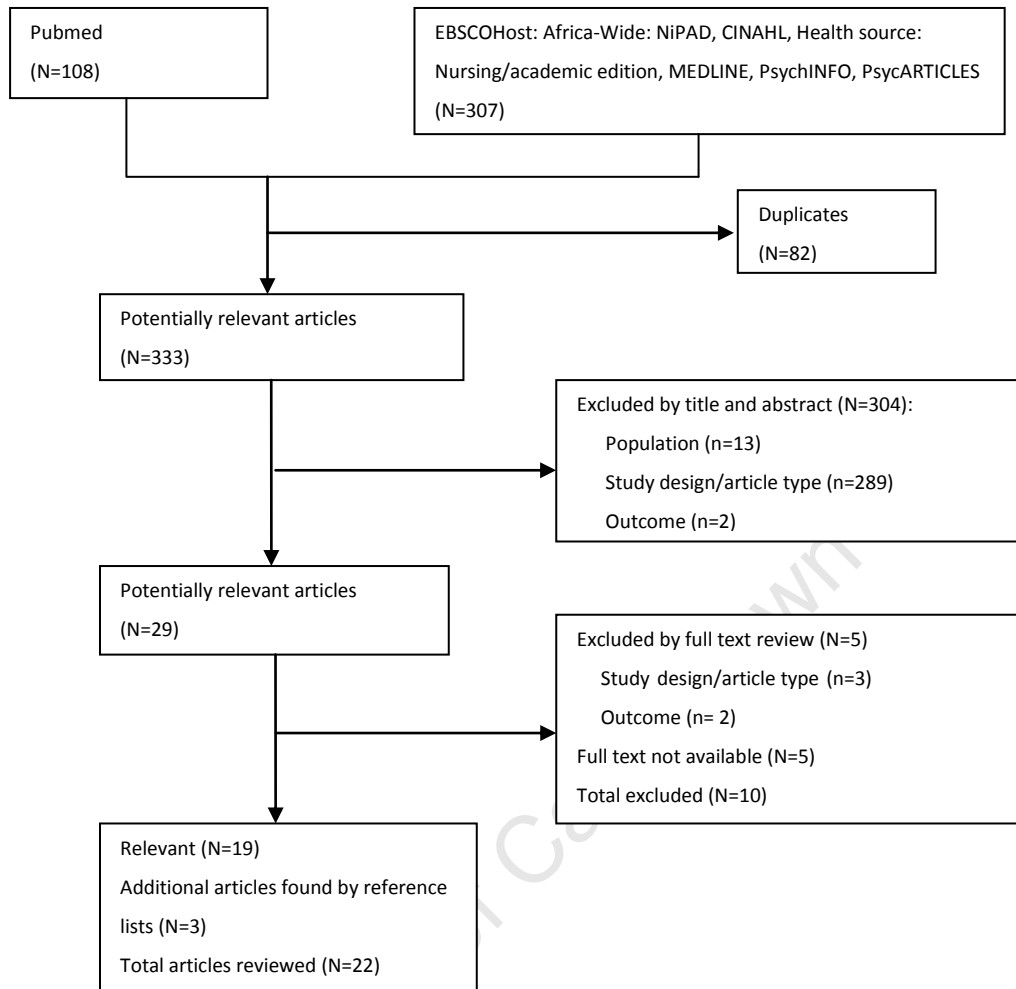 Pubmed
(N=108)
EBSCOHost: Africa-Wide: NiPAD, CINAHL, Health source:
Nursing/academic edition, MEDLINE, PsychINFO, PsycARTICLES
(N=307)
Duplicates
(N=82)
Potentially relevant articles
(N=333)
Excluded by title and abstract (N=304):
Population (n=13)
Study design/article type (n=289)
Outcome (n=2)
Potentially relevant articles
(N=29)
Excluded by full text review (N=5)
Study design/article type (n=3)
Outcome (n= 2)
Full text not available (N=5)
Total excluded (N=10)
Relevant (N=19)
Additional articles found by reference
lists (N=3)
Total articles reviewed (N=22)